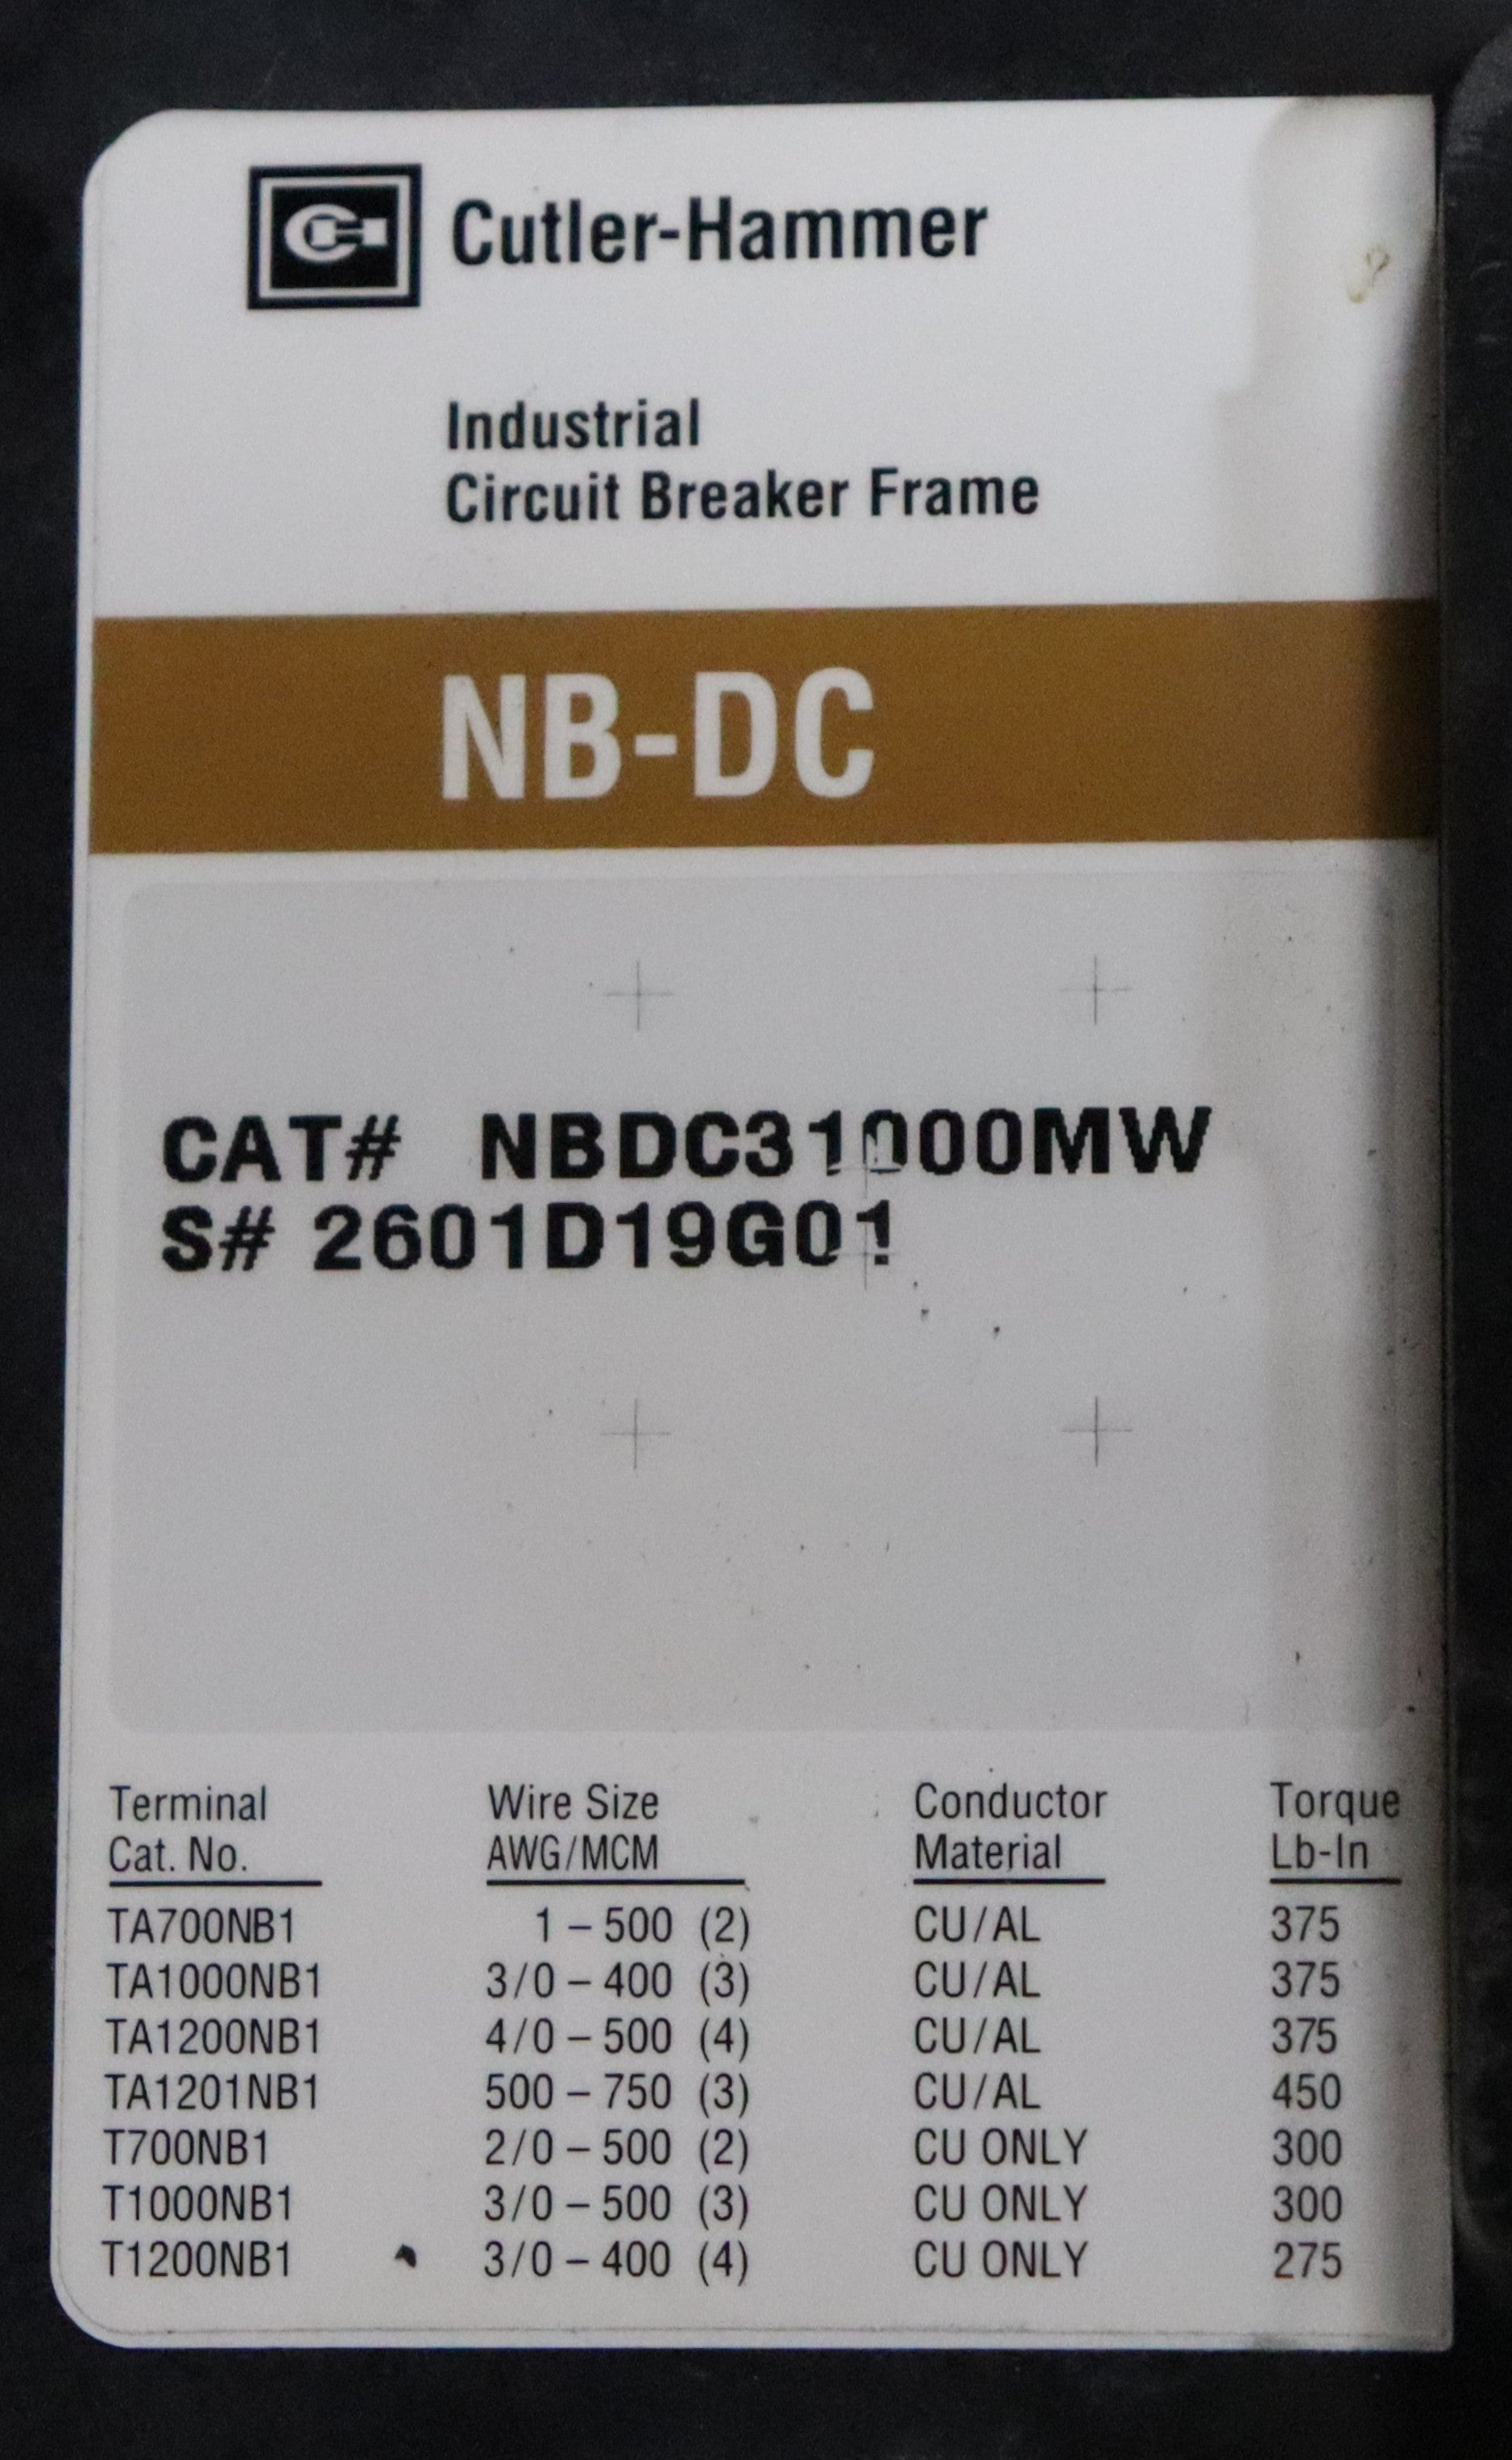 Cutler-Hammer
Industrial
Circuit Breaker Frame
NB-DC
CAT# NBDC31000MW
S# 2601D19G01
Terminal Wire Size Conductor Torque
Cat. No. AWG/MCM Material Lb-In
TA700NB1 1 – 500 (2) CU/AL 375
TA1000NB1 3/0 – 400 (3) CU/AL 375
TA1200NB1 4/0 – 500 (4) CU/AL 375
TA1201NB1 500 – 750 (3) CU/AL 450
T700NB1 2/0 – 500 (2) CU ONLY 300
T1000NB1 3/0 – 500 (3) CU ONLY 300
T1200NB1 3/0 – 400 (4) CU ONLY 275